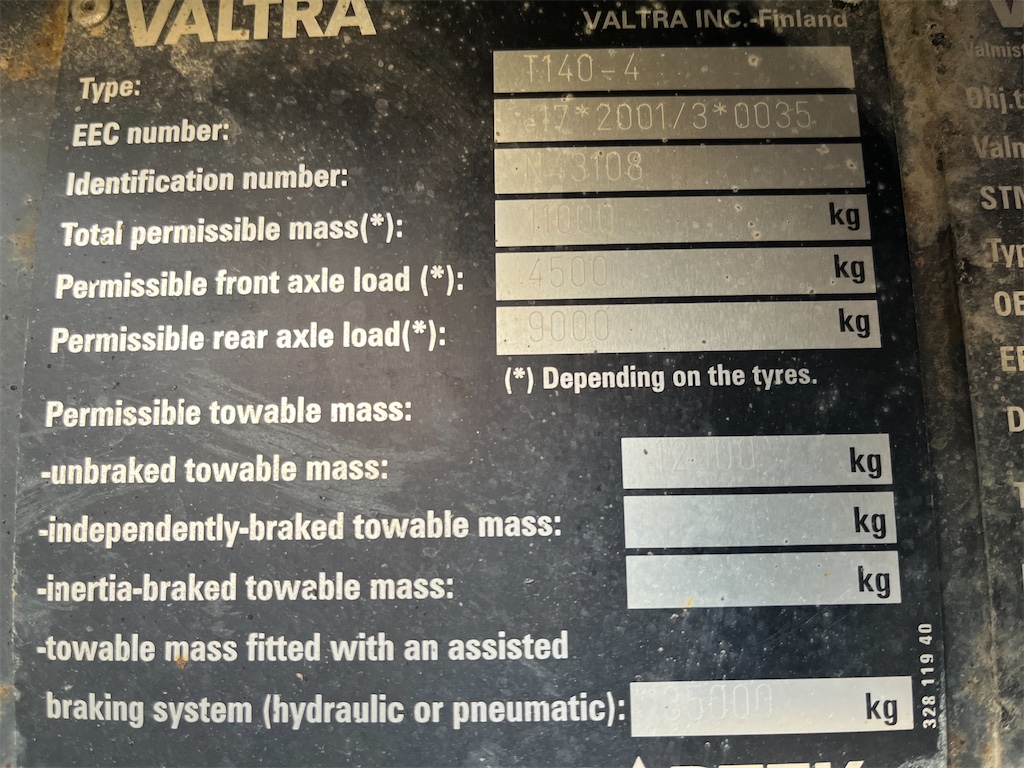 VALTRA
VALTRA INC.-Finland
Type: T140-4
EEC number: e17*2001/3*0035
Identification number:
Total permissible mass(*): 11000 kg
Permissible front axle load (*): 4500 kg
Permissible rear axle load(*): 9000 kg
(*) Depending on the tyres.
Permissible towable mass:
-unbraked towable mass: kg
-independently-braked towable mass: kg
-inertia-braked towable mass: kg
-towable mass fitted with an assisted
braking system (hydraulic or pneumatic): kg
328 119 40